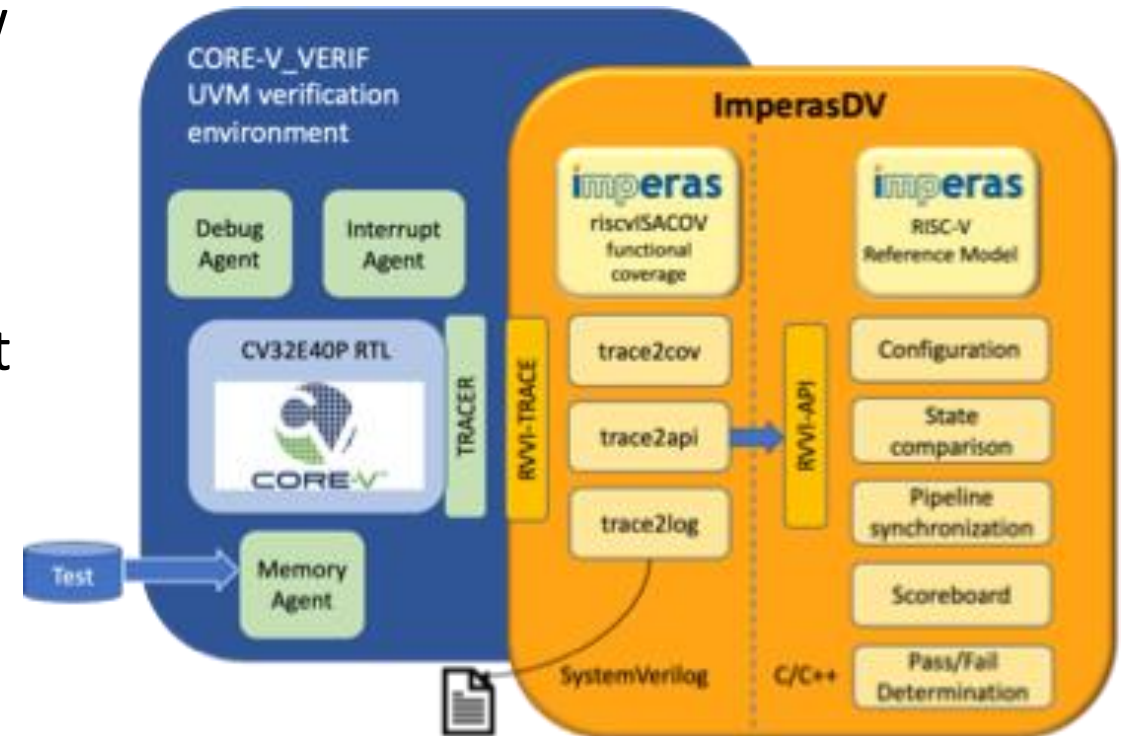 y
t
CORE-V_VERIF
UVM verification
environment
Debug
Agent
Interrupt
Agent
CV32E40P RTL
CORE-V
TRACER
Test
Memory
Agent
ImperasDV
imperas
riscvISACOV
functional
coverage
RVVI-TRACE
trace2cov
trace2api
trace2log
SystemVerilog
imperas
RISC-V
Reference Model
RVVI-API
Configuration
State
comparison
Pipeline
synchronization
Scoreboard
Pass/Fail
Determination
C/C++